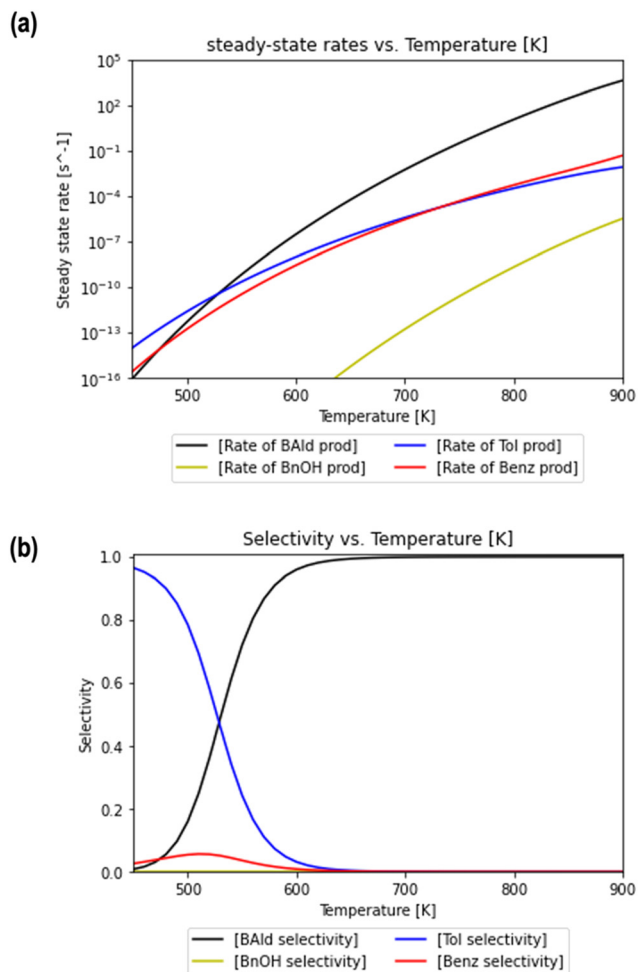 (a)
steady-state rates vs. Temperature [K]
Steady state rate [s^-1]
10^5
10^2
10^-1
10^-4
10^-7
10^-10
10^-13
10^-16
500 600 700 800 900
Temperature [K]
[Rate of BAld prod] [Rate of Tol prod]
[Rate of BnOH prod] [Rate of Benz prod]
(b)
Selectivity vs. Temperature [K]
Selectivity
1.0
0.8
0.6
0.4
0.2
0.0
500 600 700 800 900
Temperature [K]
[BAld selectivity] [Tol selectivity]
[BnOH selectivity] [Benz selectivity]